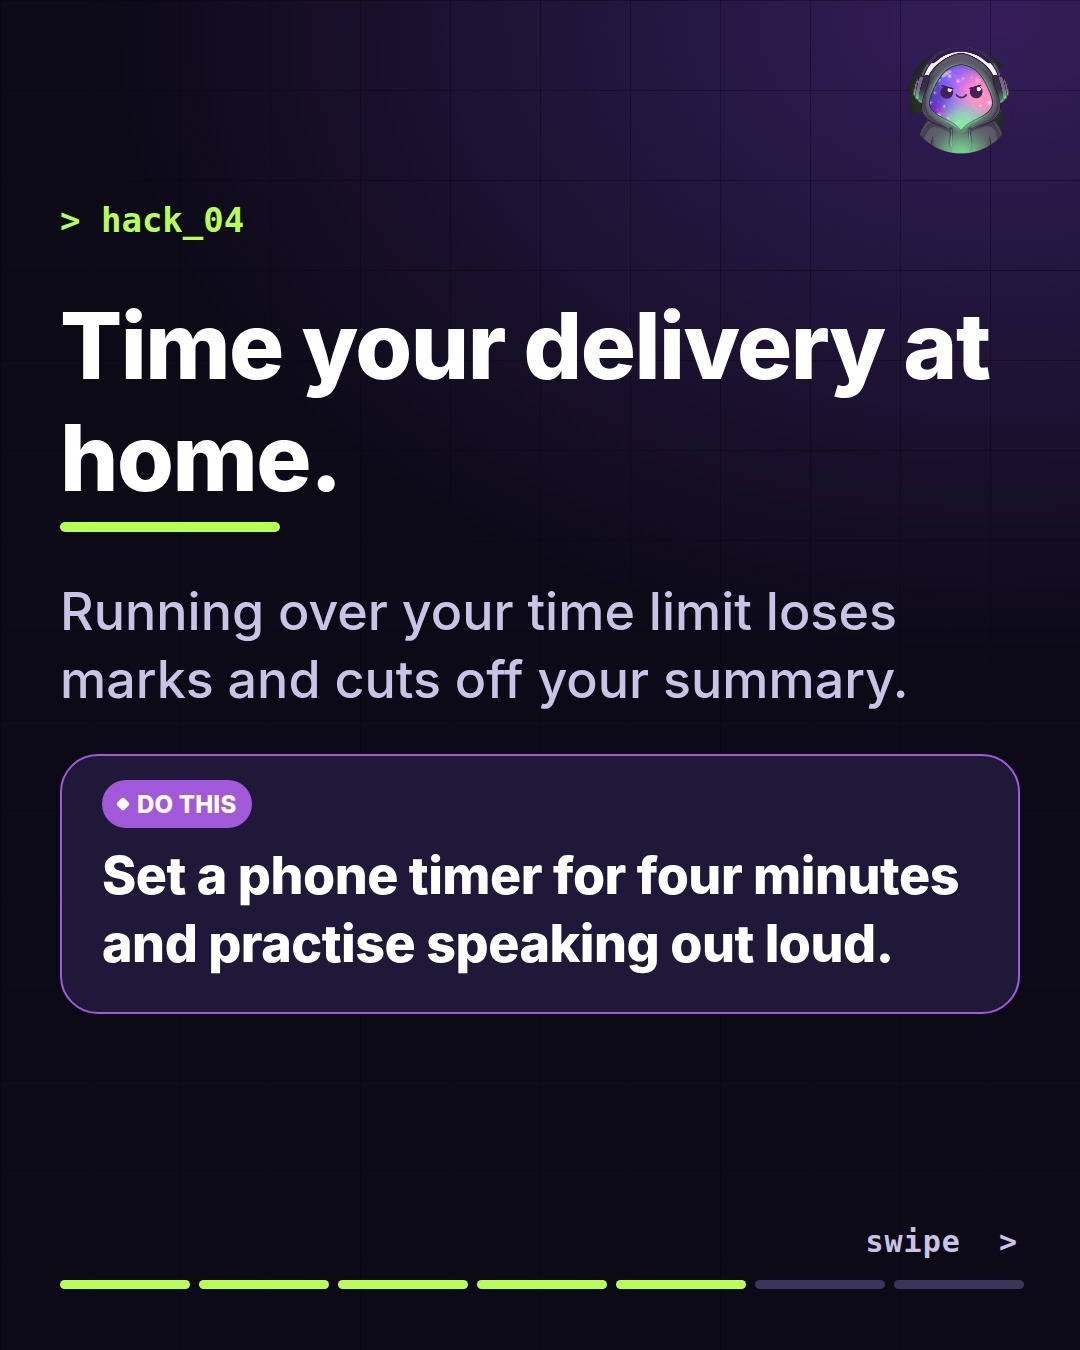 > hack_04
Time your delivery at
home.
Running over your time limit loses
marks and cuts off your summary.
DO THIS
Set a phone timer for four minutes
and practise speaking out loud.
swipe >